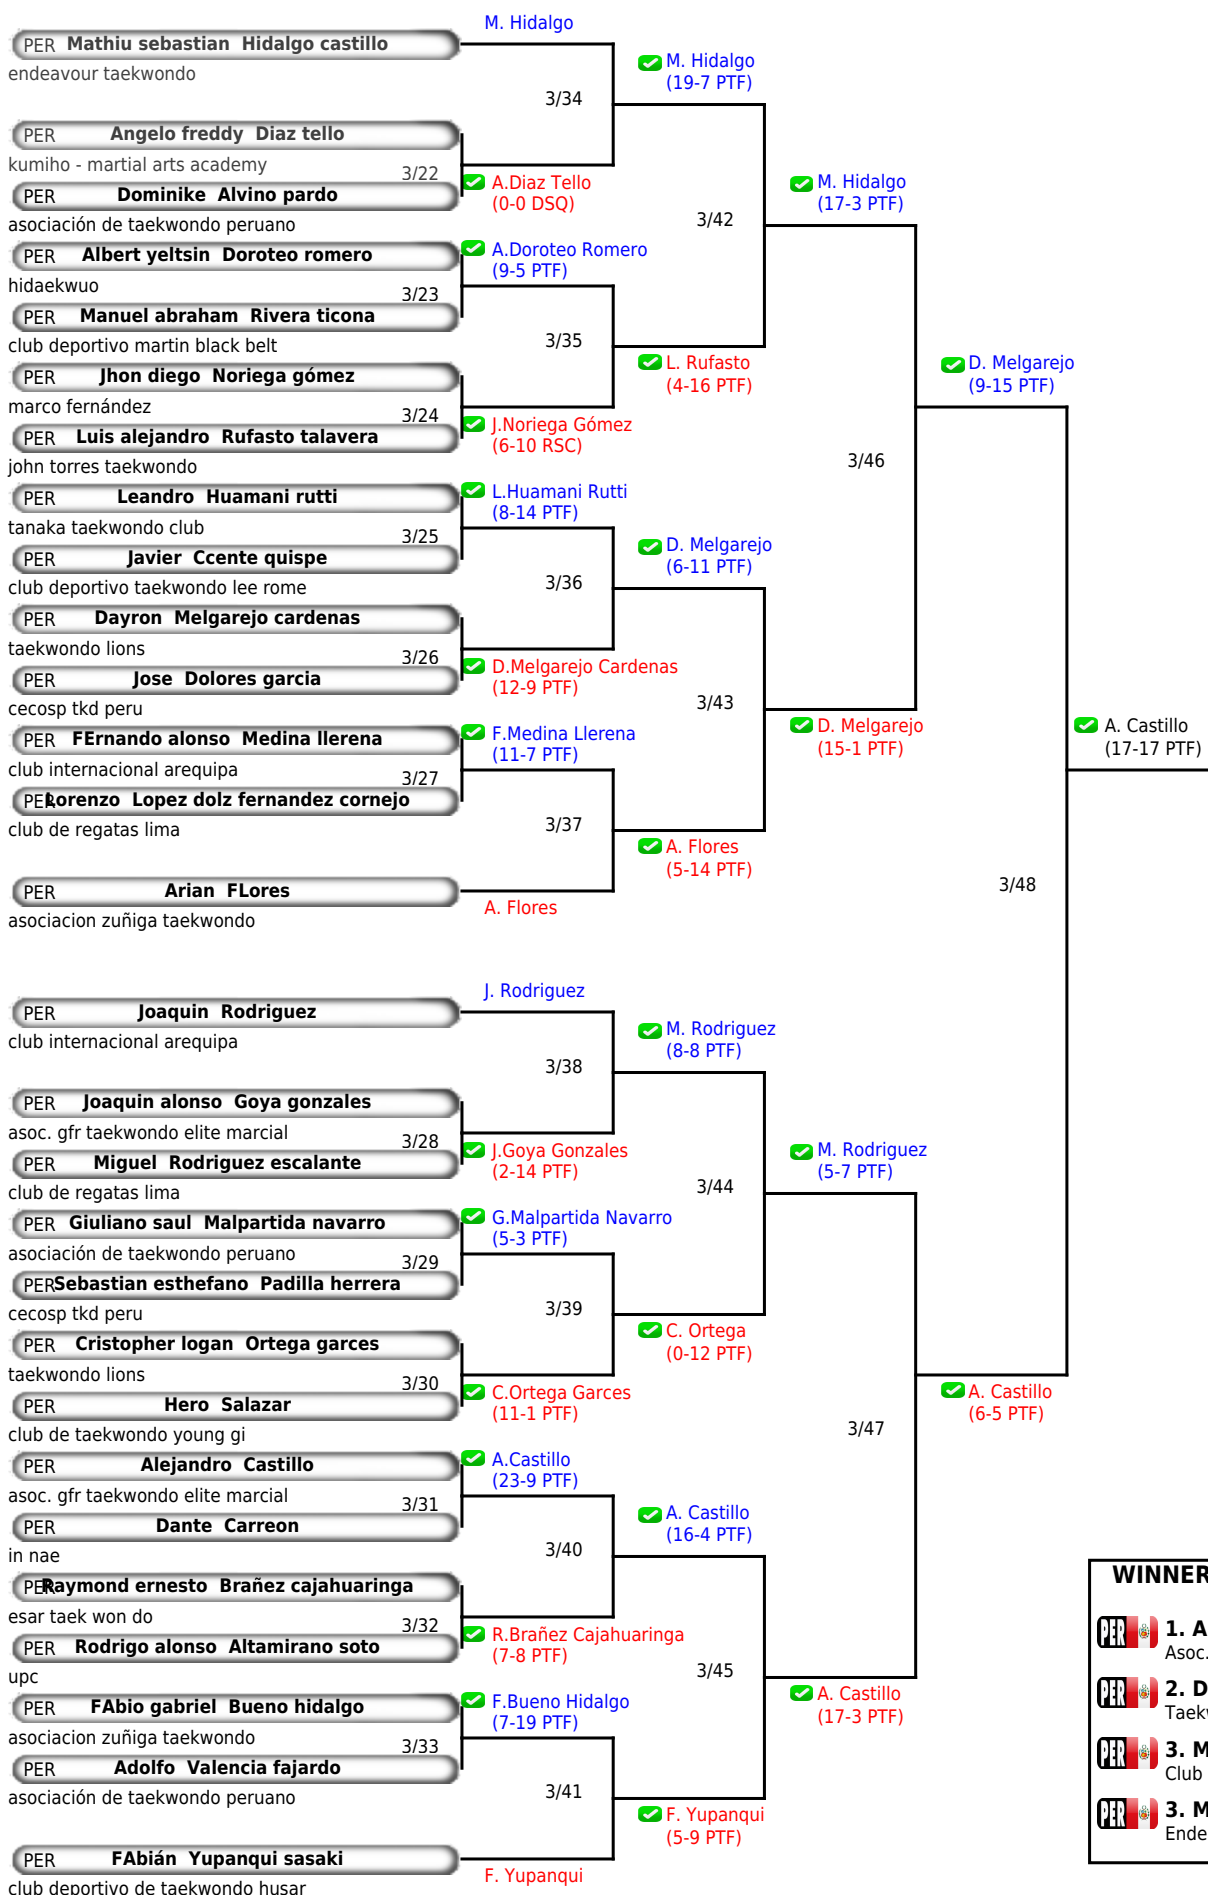 M. Hidalgo
PER Mathiu sebastian Hidalgo castillo
endeavour taekwondo
M. Hidalgo
(19-7 PTF)
3/34
PER Angelo freddy Diaz tello
kumiho - martial arts academy
3/22
A.Diaz Tello
(0-0 DSQ)
PER Dominike Alvino pardo
asociación de taekwondo peruano
M. Hidalgo
(17-3 PTF)
3/42
PER Albert yeltsin Doroteo romero
hidaekwuo
A.Doroteo Romero
(9-5 PTF)
3/23
PER Manuel abraham Rivera ticona
club deportivo martin black belt
3/35
L. Rufasto
(4-16 PTF)
PER Jhon diego Noriega gómez
marco fernández
3/24
J.Noriega Gómez
(6-10 RSC)
PER Luis alejandro Rufasto talavera
john torres taekwondo
D. Melgarejo
(9-15 PTF)
3/46
PER Leandro Huamani rutti
tanaka taekwondo club
L.Huamani Rutti
(8-14 PTF)
3/25
PER Javier Ccente quispe
club deportivo taekwondo lee rome
D. Melgarejo
(6-11 PTF)
3/36
PER Dayron Melgarejo cardenas
taekwondo lions
3/26
D.Melgarejo Cardenas
(12-9 PTF)
PER Jose Dolores garcia
cecosp tkd peru
3/43
D. Melgarejo
(15-1 PTF)
PER FErnando alonso Medina llerena
club internacional arequipa
F.Medina Llerena
(11-7 PTF)
3/27
PER Lorenzo Lopez dolz fernandez cornejo
club de regatas lima
3/37
A. Flores
(5-14 PTF)
PER Arian FLores
asociacion zuñiga taekwondo
A. Flores
A. Castillo
(17-17 PTF)
3/48
J. Rodriguez
PER Joaquin Rodriguez
club internacional arequipa
M. Rodriguez
(8-8 PTF)
3/38
PER Joaquin alonso Goya gonzales
asoc. gfr taekwondo elite marcial
3/28
J.Goya Gonzales
(2-14 PTF)
PER Miguel Rodriguez escalante
club de regatas lima
M. Rodriguez
(5-7 PTF)
3/44
PER Giuliano saul Malpartida navarro
asociación de taekwondo peruano
G.Malpartida Navarro
(5-3 PTF)
3/29
PER Sebastian esthefano Padilla herrera
cecosp tkd peru
3/39
C. Ortega
(0-12 PTF)
PER Cristopher logan Ortega garces
taekwondo lions
3/30
C.Ortega Garces
(11-1 PTF)
PER Hero Salazar
club de taekwondo young gi
A. Castillo
(6-5 PTF)
3/47
PER Alejandro Castillo
asoc. gfr taekwondo elite marcial
A.Castillo
(23-9 PTF)
3/31
PER Dante Carreon
in nae
A. Castillo
(16-4 PTF)
3/40
PER Raymond ernesto Brañez cajahuaringa
esar taek won do
3/32
R.Brañez Cajahuaringa
(7-8 PTF)
PER Rodrigo alonso Altamirano soto
upc
3/45
A. Castillo
(17-3 PTF)
PER FAbio gabriel Bueno hidalgo
asociacion zuñiga taekwondo
F.Bueno Hidalgo
(7-19 PTF)
3/33
PER Adolfo Valencia fajardo
asociación de taekwondo peruano
3/41
F. Yupanqui
(5-9 PTF)
PER FAbián Yupanqui sasaki
club deportivo de taekwondo husar
F. Yupanqui
WINNER
PER 1. A
Asoc.
PER 2. D
Taekw
PER 3. M
Club
PER 3. M
Ende